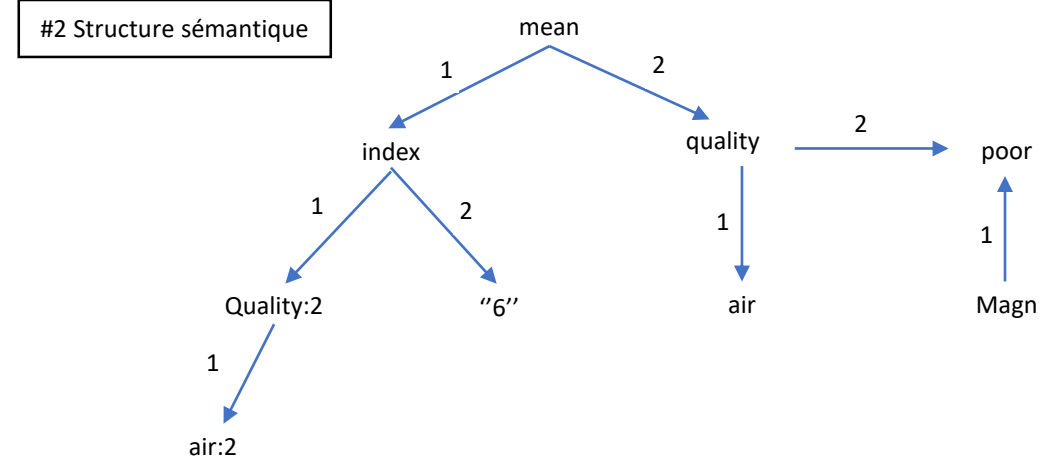 #2 Structure sémantique
mean
1
2
index
quality
2
poor
1
2
1
1
Quality:2
‘‘6’’
air
Magn
1
air:2